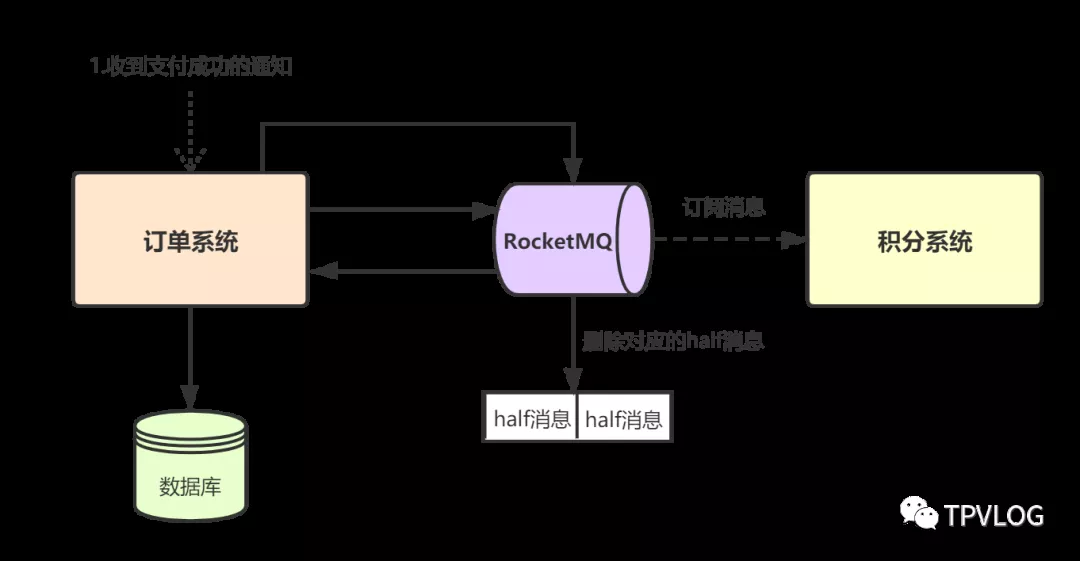 1.收到支付成功的通知
订单系统
RocketMQ
订阅消息
积分系统
删除对应的half消息
half消息 half消息
数据库
TPVLOG